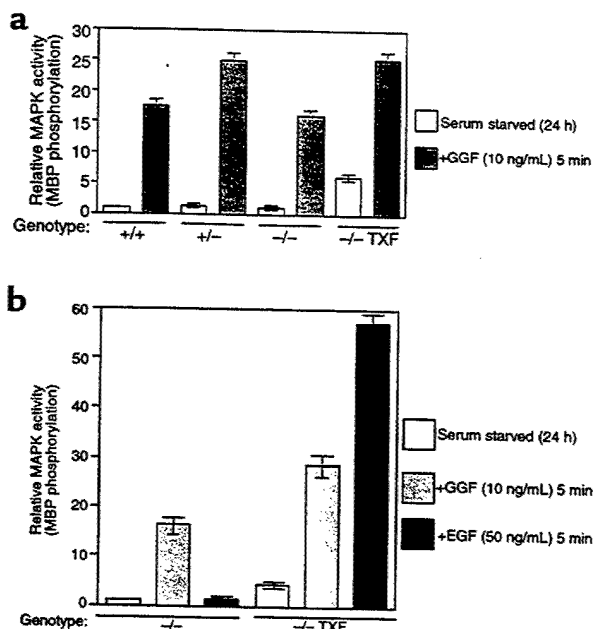 a
Relative MAPK activity
(MBP phosphorylation)
30
25
20
15
10
5
0
Serum starved (24 h)
+GGF (10 ng/mL) 5 min
Genotype:
+/+
+/–
–/–
–/– TXF
b
Relative MAPK activity
(MBP phosphorylation)
60
50
40
30
20
10
0
Serum starved (24 h)
+GGF (10 ng/mL) 5 min
+EGF (50 ng/mL) 5 min
Genotype:
–/–
–/– TXF